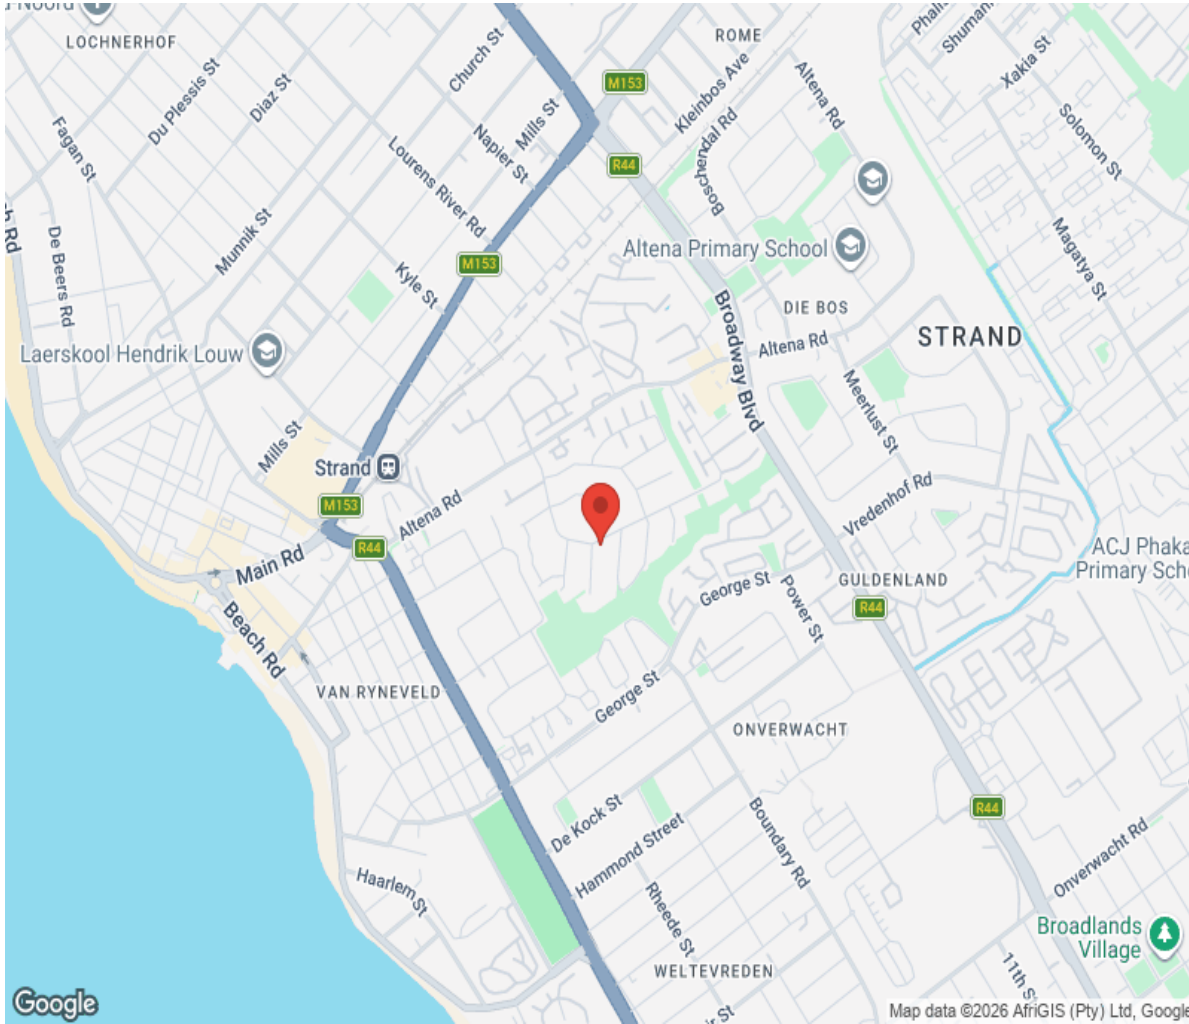 Noord
LOCHNERHOF
Church St
ROME
M153
Kleinbos Ave
Altena Rd
Shumann
Xakia St
Du Plessis St
Diaz St
Mills St
Napier St
R44
Boschendal Rd
Solomon St
Fagan St
Lourens River Rd
Munnik St
De Beers Rd
Rd
M153
Kyle St
Altena Primary School
Magatya St
DIE BOS
STRAND
Broadway Blvd
Altena Rd
Laerskool Hendrik Louw
Meerlust St
Mills St
Strand
M153
Altena Rd
Vredenhof Rd
R44
Main Rd
ACJ Phaka
Primary
George St
Power St
GULDENLAND
R44
Beach Rd
VAN RYNEVELD
George St
ONVERWACHT
De Kock St
Hammond Street
Boundary Rd
R44
Onverwacht Rd
Haarlem St
Rheede St
Broadlands
Village
WELTEVREDEN
11th St
St
Google
Map data ©2026 AfriGIS (Pty) Ltd, Google